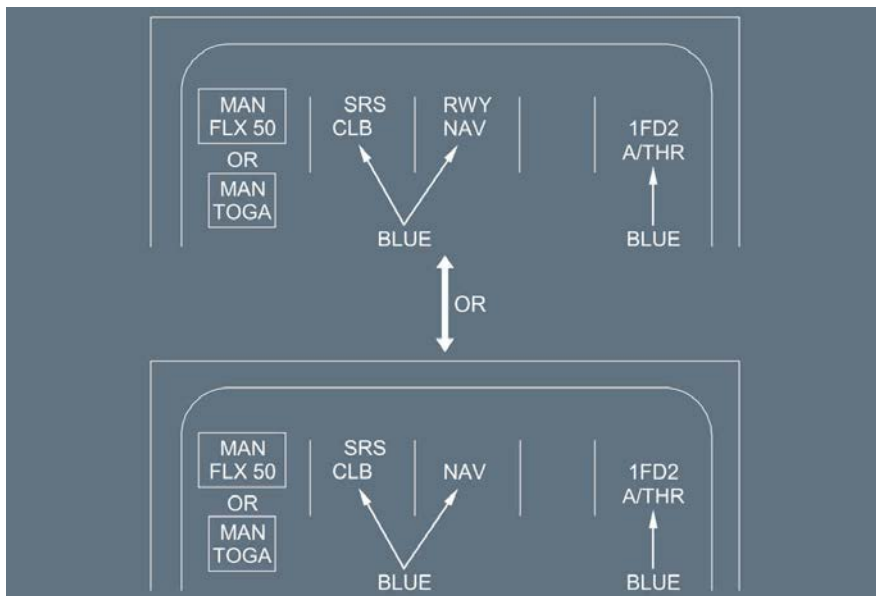 MAN SRS RWY 1FD2
FLX 50 CLB NAV A/THR
OR
MAN
TOGA
BLUE BLUE
OR
MAN SRS
FLX 50 CLB NAV 1FD2
OR A/THR
MAN
TOGA
BLUE BLUE